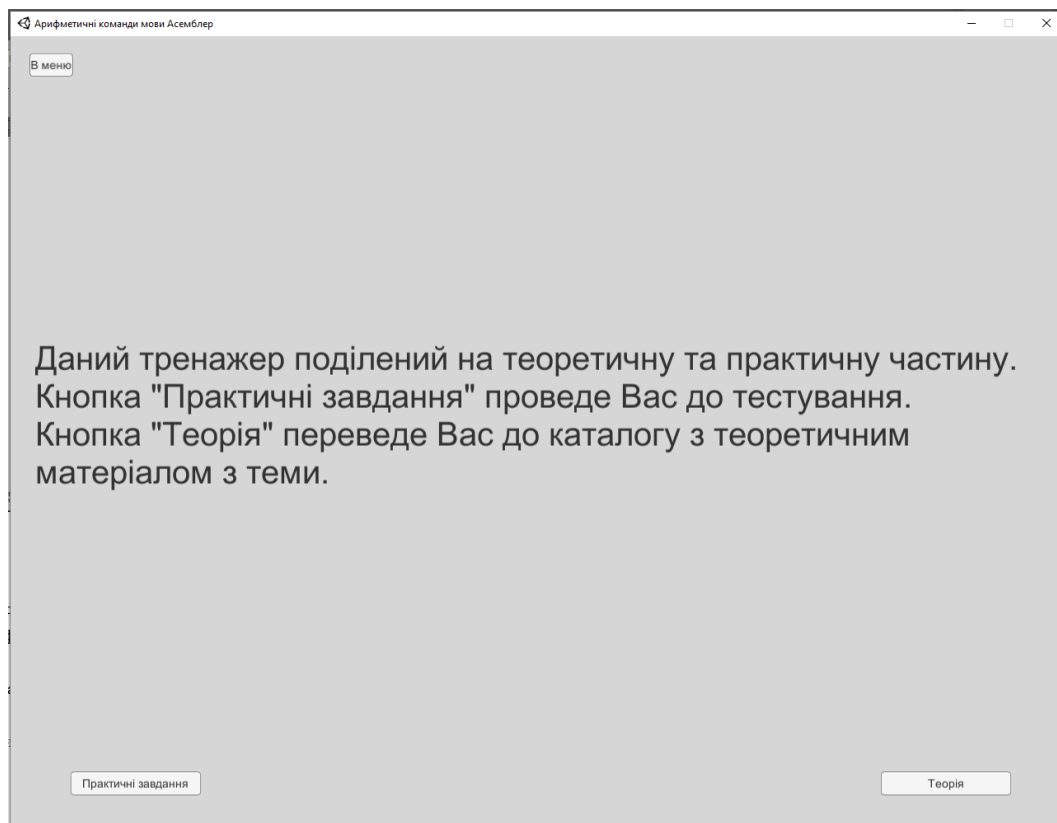 Арифметичні команди мови Асемблер
В меню
Даний тренажер поділений на теоретичну та практичну частину.
Кнопка "Практичні завдання" проведе Вас до тестування.
Кнопка "Теорія" переведе Вас до каталогу з теоретичним
матеріалом з теми.
Практичні завдання
Теорія